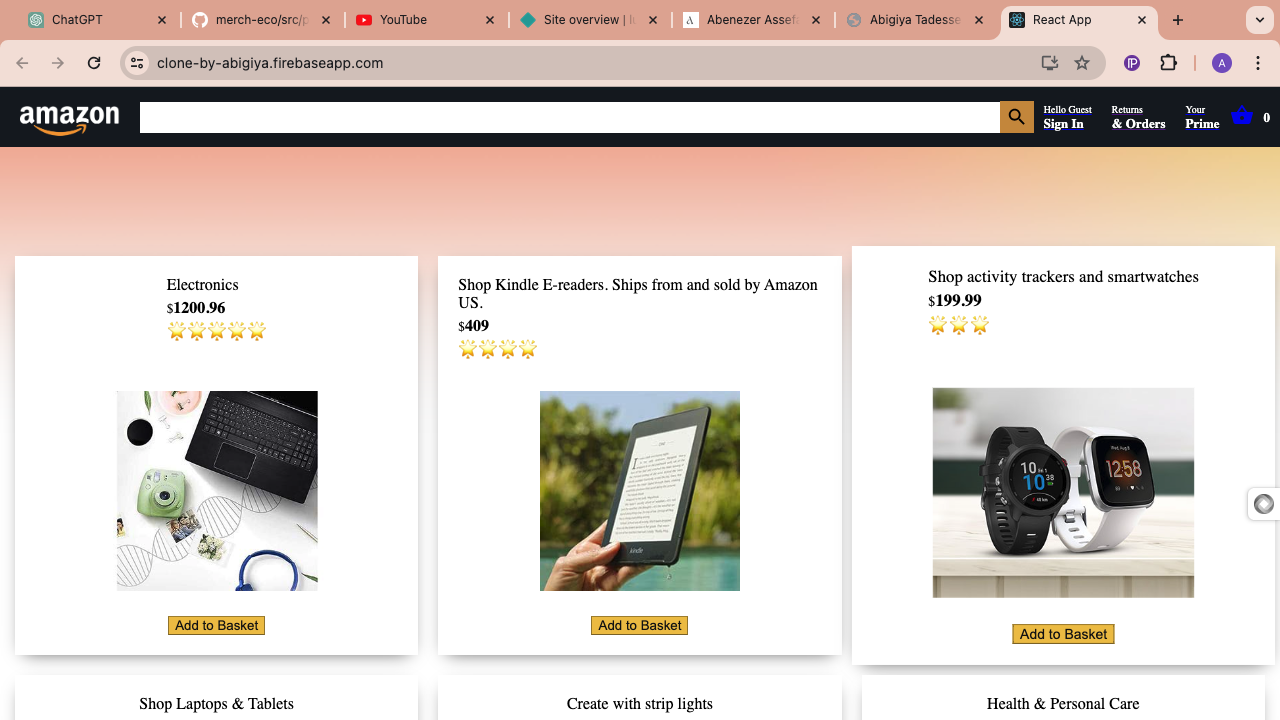 ChatGPT
merch-eco/src/p
YouTube
Site overview |
Abenezer Assef
Abigiya Tadesse
React App
clone-by-abigiya.firebaseapp.com
A
amazon
Hello Guest
Sign In
Returns
& Orders
Your
Prime
0
Electronics
$1200.96
Shop Kindle E-readers. Ships from and sold by Amazon
US.
$409
Shop activity trackers and smartwatches
$199.99
kindle
12:58
Add to Basket
Add to Basket
Add to Basket
Shop Laptops & Tablets
Create with strip lights
Health & Personal Care